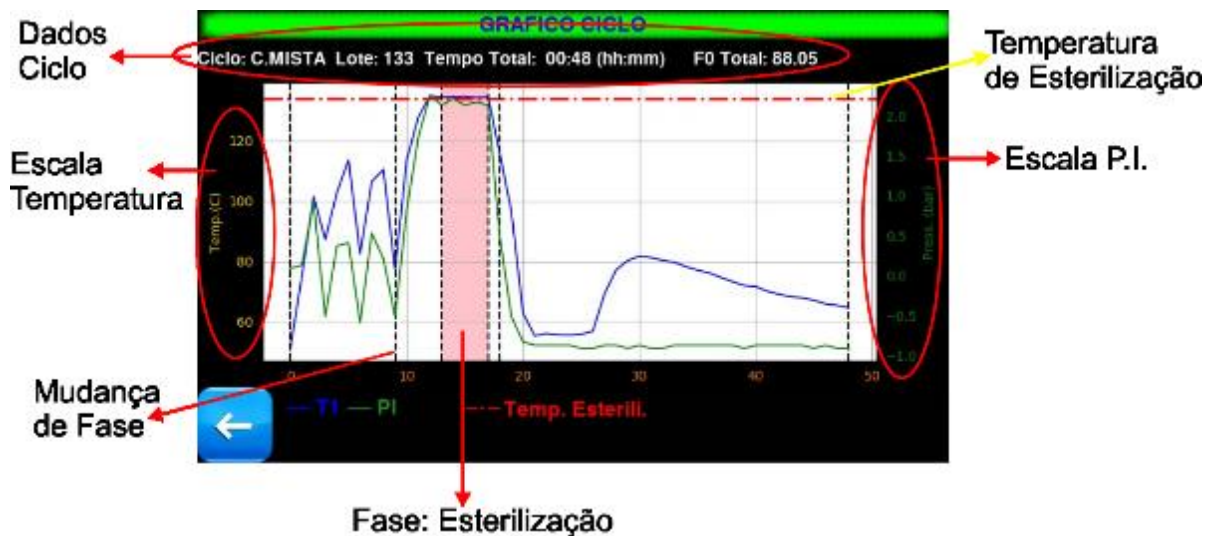 GRAFICO CICLO
Dados
Ciclo
Ciclo: C.MISTA Lote: 133 Tempo Total: 00:48 (hh:mm) F0 Total: 88.05
Temperatura
de Esterilização
Escala
Temperatura
Temp.(C)
120
100
80
60
2.0
1.5
1.0
0.5
0.0
−0.5
−1.0
Press. (bar)
Escala P.I.
0
10
20
30
40
50
Mudança
de Fase
TI
PI
Temp. Esterili.
Fase: Esterilização